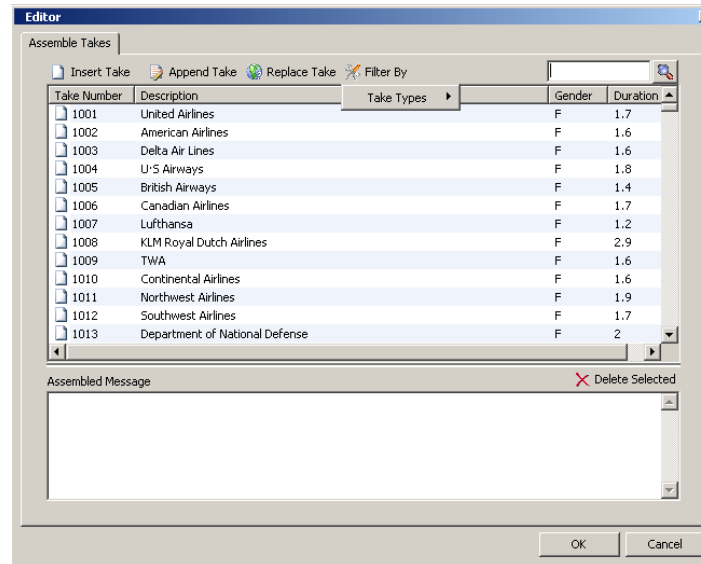 Editor
Assemble Takes
Insert Take Append Take Replace Take Filter By
Take Number Description Gender Duration
Take Types
1001 United Airlines F 1.7
1002 American Airlines F 1.6
1003 Delta Air Lines F 1.6
1004 U·S Airways F 1.8
1005 British Airways F 1.4
1006 Canadian Airlines F 1.7
1007 Lufthansa F 1.2
1008 KLM Royal Dutch Airlines F 2.9
1009 TWA F 1.6
1010 Continental Airlines F 1.6
1011 Northwest Airlines F 1.9
1012 Southwest Airlines F 1.7
1013 Department of National Defense F 2
Assembled Message Delete Selected
OK Cancel